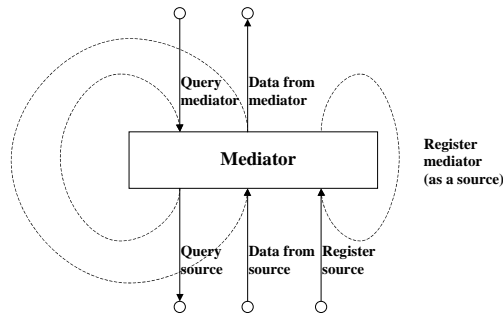 Query
mediator
Data from
mediator
Mediator
Register
mediator
(as a source)
Query
source
Data from
source
Register
source